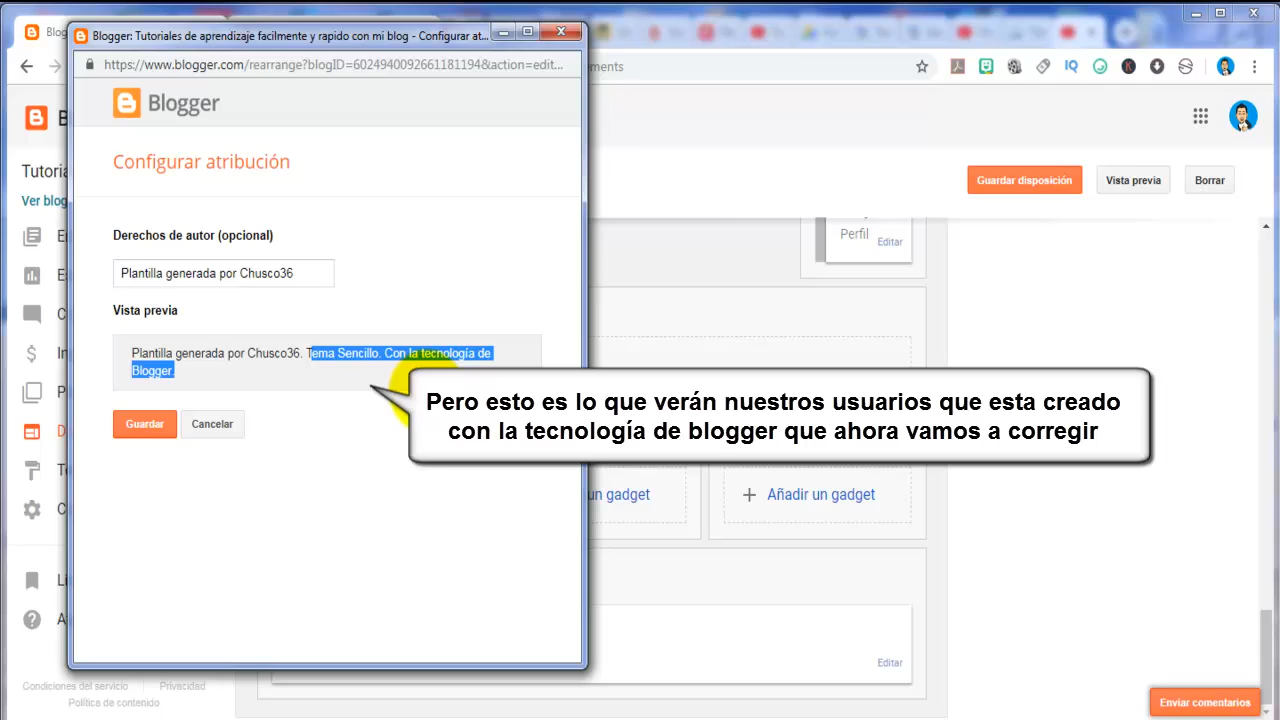 Blog
Blogger: Tutoriales de aprendizaje facilmente y rapido con mi blog - Configurar at...
https://www.blogger.com/rearrange?blogID=6024940092661181194&action=edit...
ements
IQ
K
Blogger
B
Configurar atribución
Tutoria
Guardar disposición
Vista previa
Borrar
Ver blog
Derechos de autor (opcional)
Perfil
Editar
Plantilla generada por Chusco36
Vista previa
Plantilla generada por Chusco36. Tema Sencillo. Con la tecnología de
Blogger.
Pero esto es lo que verán nuestros usuarios que esta creado
con la tecnología de blogger que ahora vamos a corregir
Guardar
Cancelar
un gadget
+ Añadir un gadget
Editar
Condiciones del servicio
Privacidad
Política de contenido
Enviar comentarios